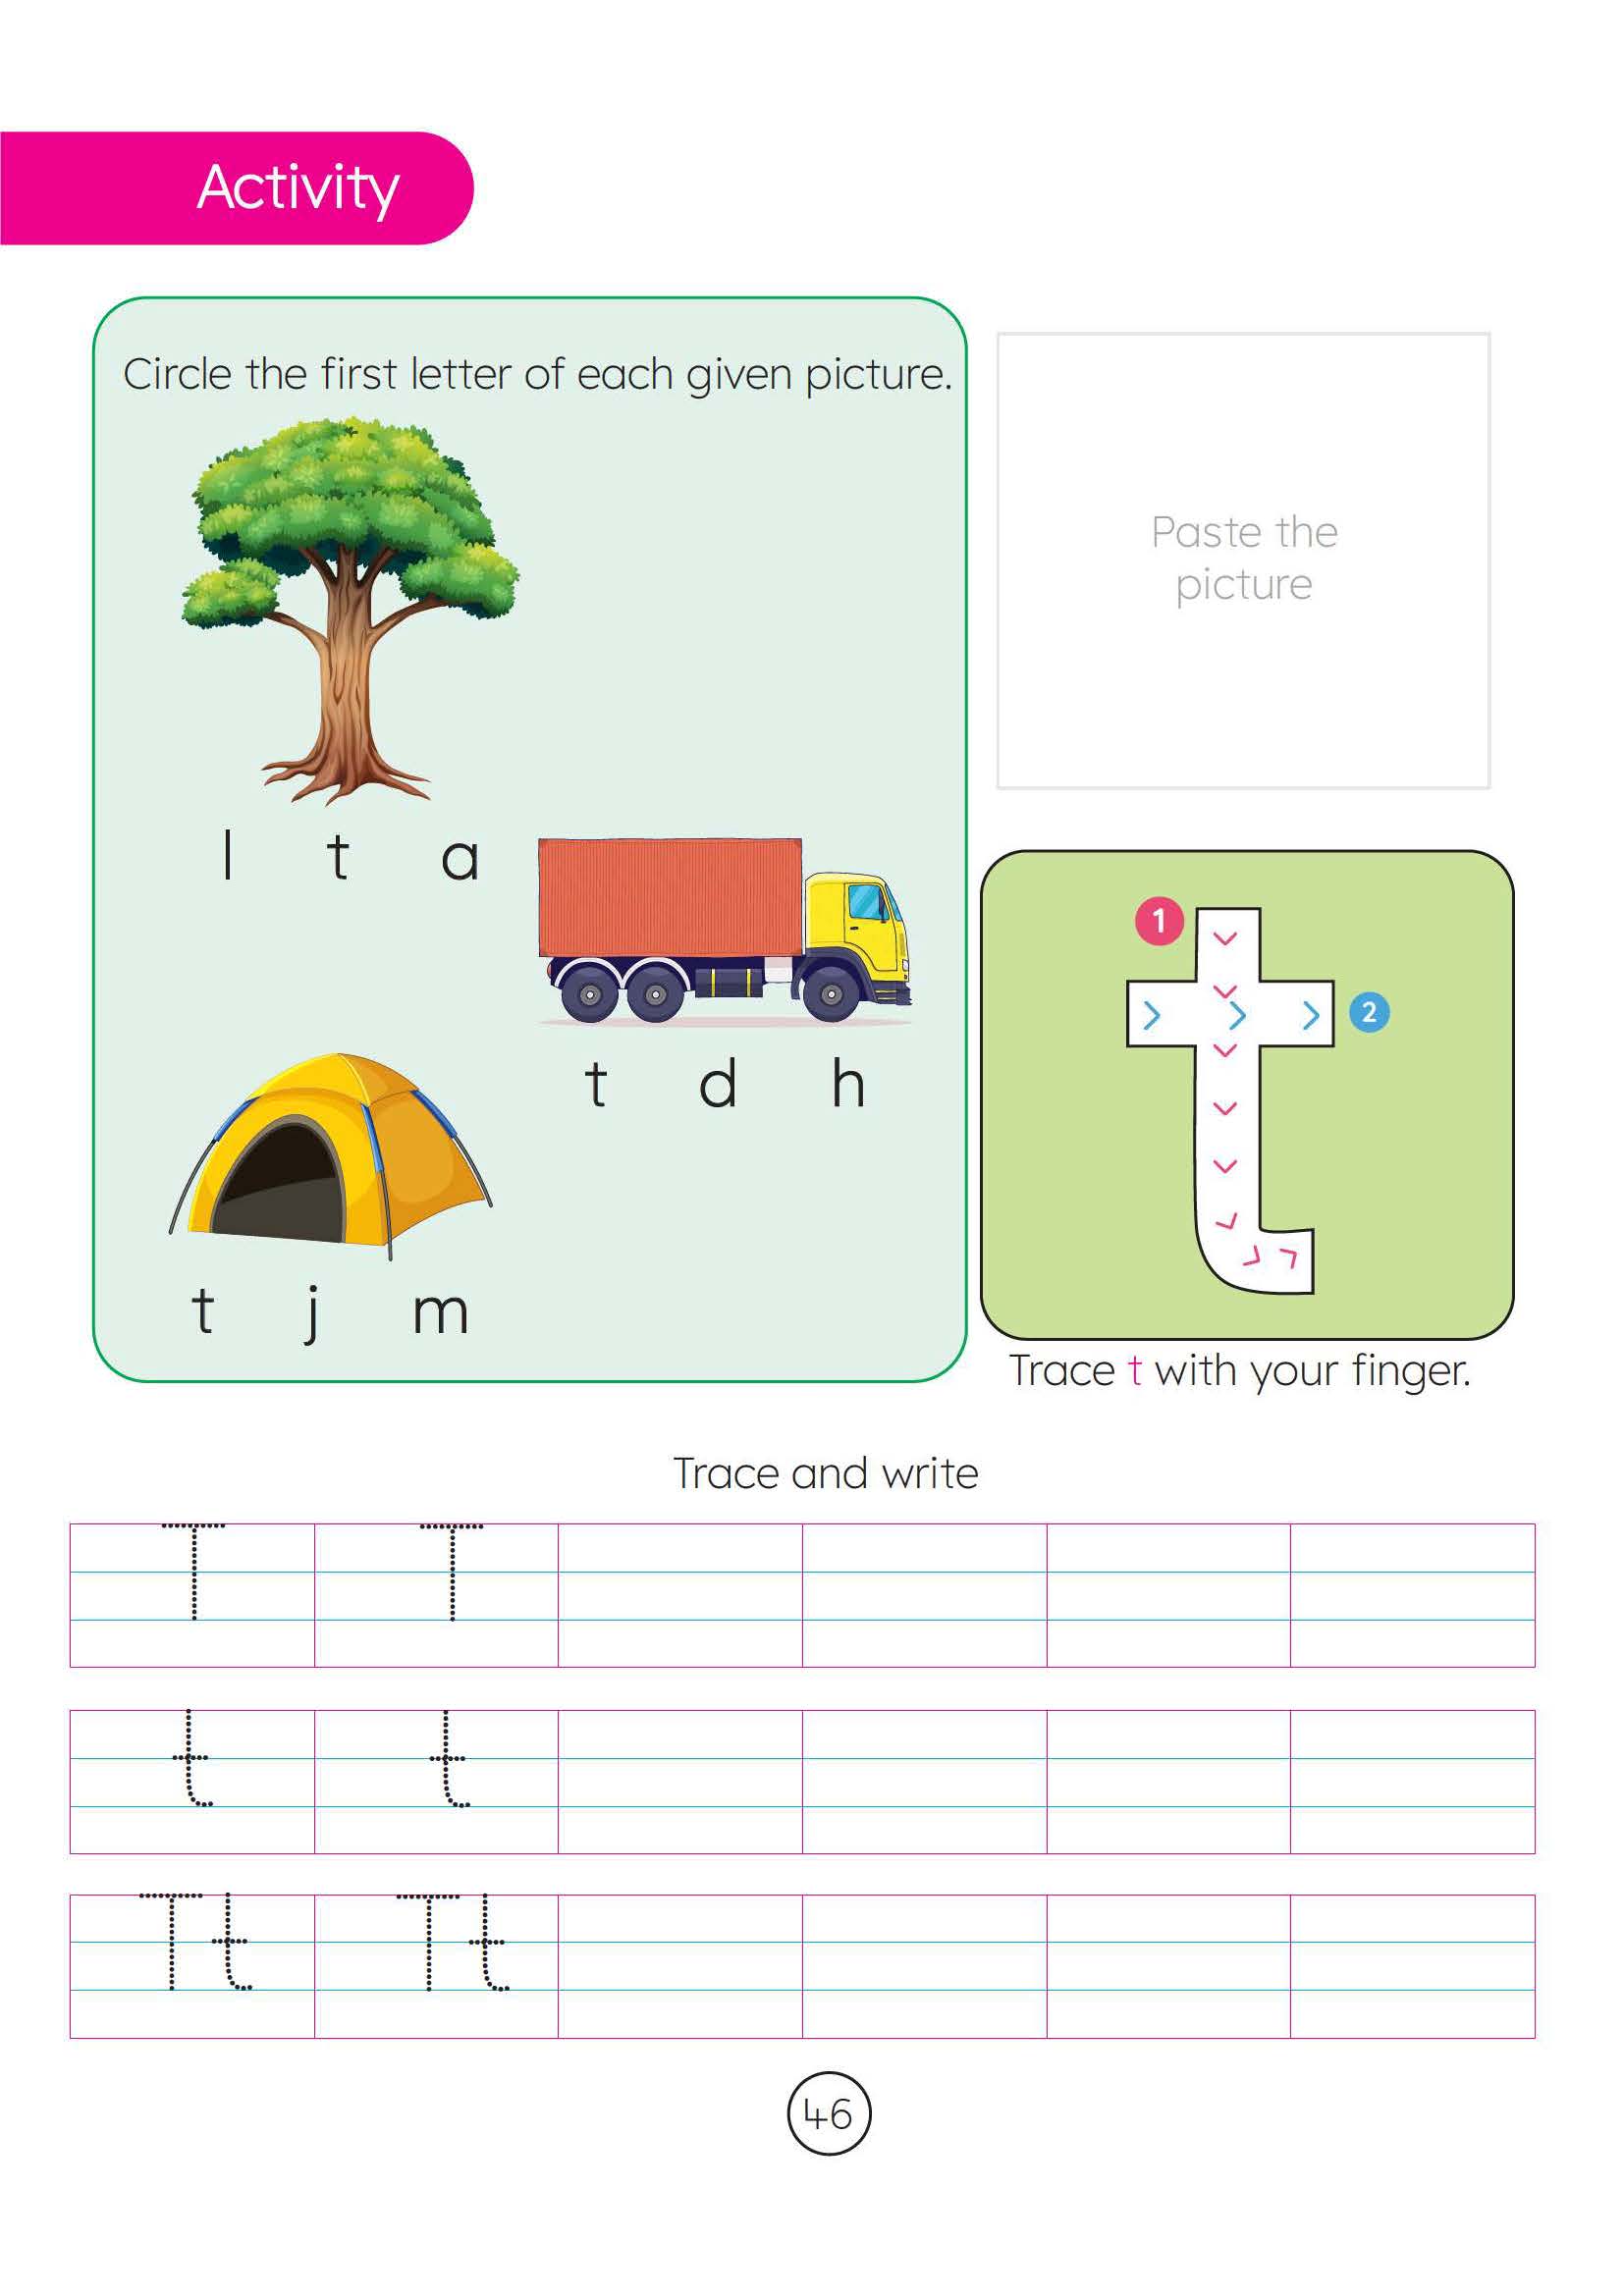 Activity
Circle the first letter of each given picture.
l t a
t d h
t j m
Paste the
picture
1
2
t
Trace t with your finger.
Trace and write
T T
t t
Tt Tt
46